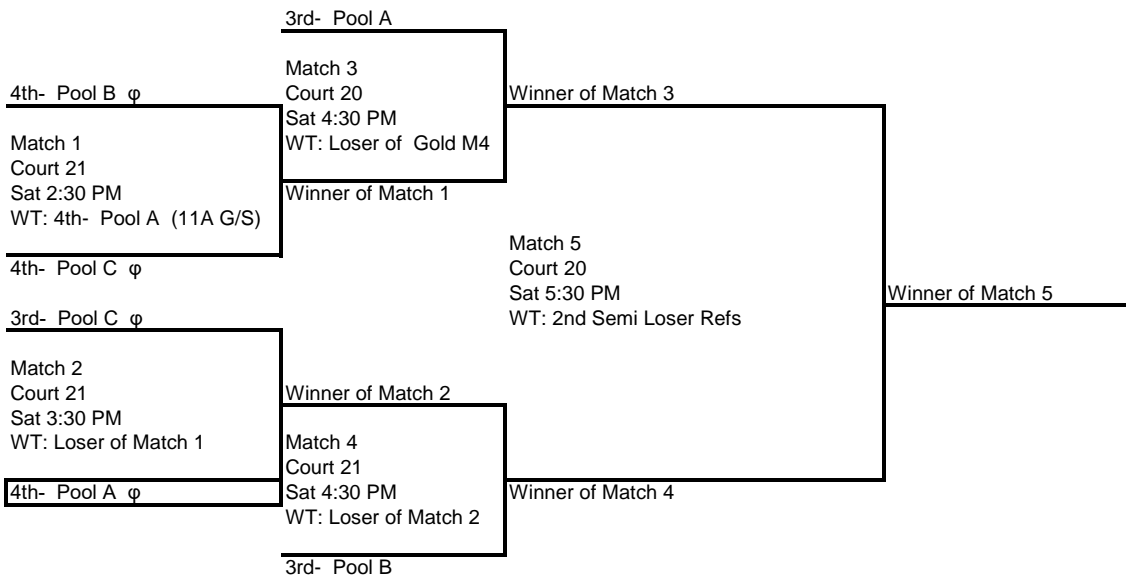 3rd-  Pool A
Match 3
Court 20
Sat 4:30 PM
WT: Loser of  Gold M4
4th-  Pool B  φ
Winner of Match 3
Match 1
Court 21
Sat 2:30 PM
WT: 4th-  Pool A  (11A G/S)
Winner of Match 1
4th-  Pool C  φ
Match 5
Court 20
Sat 5:30 PM
WT: 2nd Semi Loser Refs
Winner of Match 5
3rd-  Pool C  φ
Match 2
Court 21
Sat 3:30 PM
WT: Loser of Match 1
Winner of Match 2
4th-  Pool A  φ
Match 4
Court 21
Sat 4:30 PM
WT: Loser of Match 2
Winner of Match 4
3rd-  Pool B